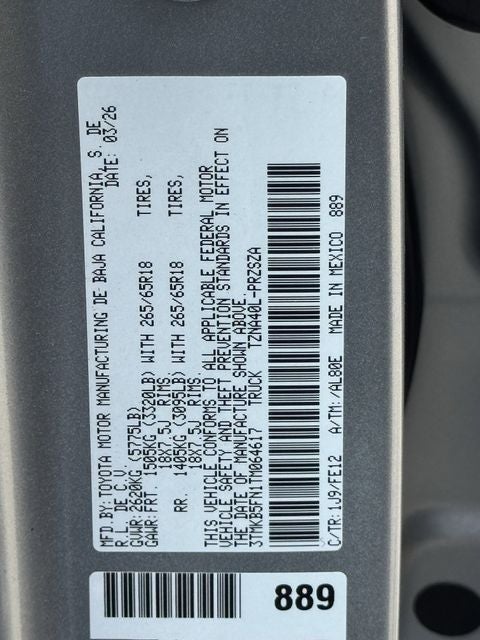 MFD.BY:TOYOTA MOTOR MANUFACTURING DE BAJA CALIFORNIA, S. DE
R.L. DE C.V. DATE: 03/26
GVWR:2620KG (5775LB)
GAWR:FRT. 1505KG (3320LB) WITH 265/65R18 TIRES,
18X7.5J RIMS
RR. 1405KG (3095LB) WITH 265/65R18 TIRES,
18X7.5J RIMS.
THIS VEHICLE CONFORMS TO ALL APPLICABLE FEDERAL MOTOR
VEHICLE SAFETY AND THEFT PREVENTION STANDARDS IN EFFECT ON
THE DATE OF MANUFACTURE SHOWN ABOVE.
3TMKB5FN1TM064617 TRUCK TZNA40L-PRZSZA
C/TR:1J9/FE12 A/TM:/AL80E MADE IN MEXICO 889
889